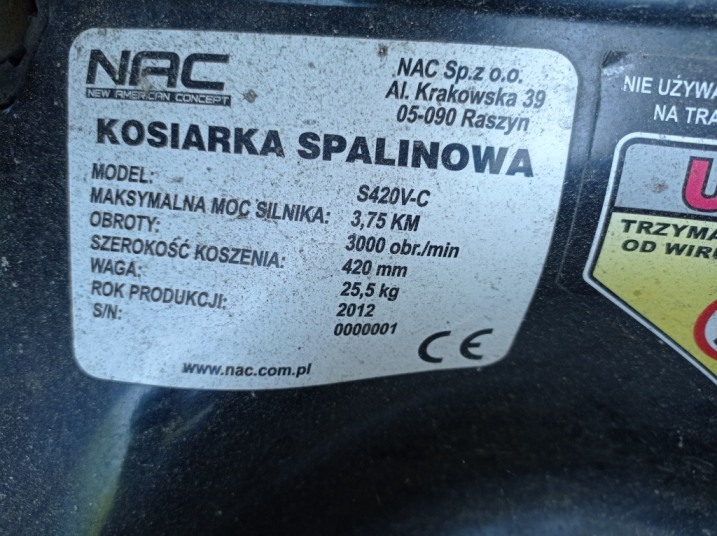 NAC
NEW AMERICAN CONCEPT
NAC Sp.z o.o.
Al. Krakowska 39
05-090 Raszyn
KOSIARKA SPALINOWA
MODEL: S420V-C
MAKSYMALNA MOC SILNIKA: 3,75 KM
OBROTY: 3000 obr./min
SZEROKOŚĆ KOSZENIA: 420 mm
WAGA: 25,5 kg
ROK PRODUKCJI: 2012
S/N: 0000001
www.nac.com.pl
CE
NIE UŻYWA
NA TRA
U
TRZYMA
OD WIR